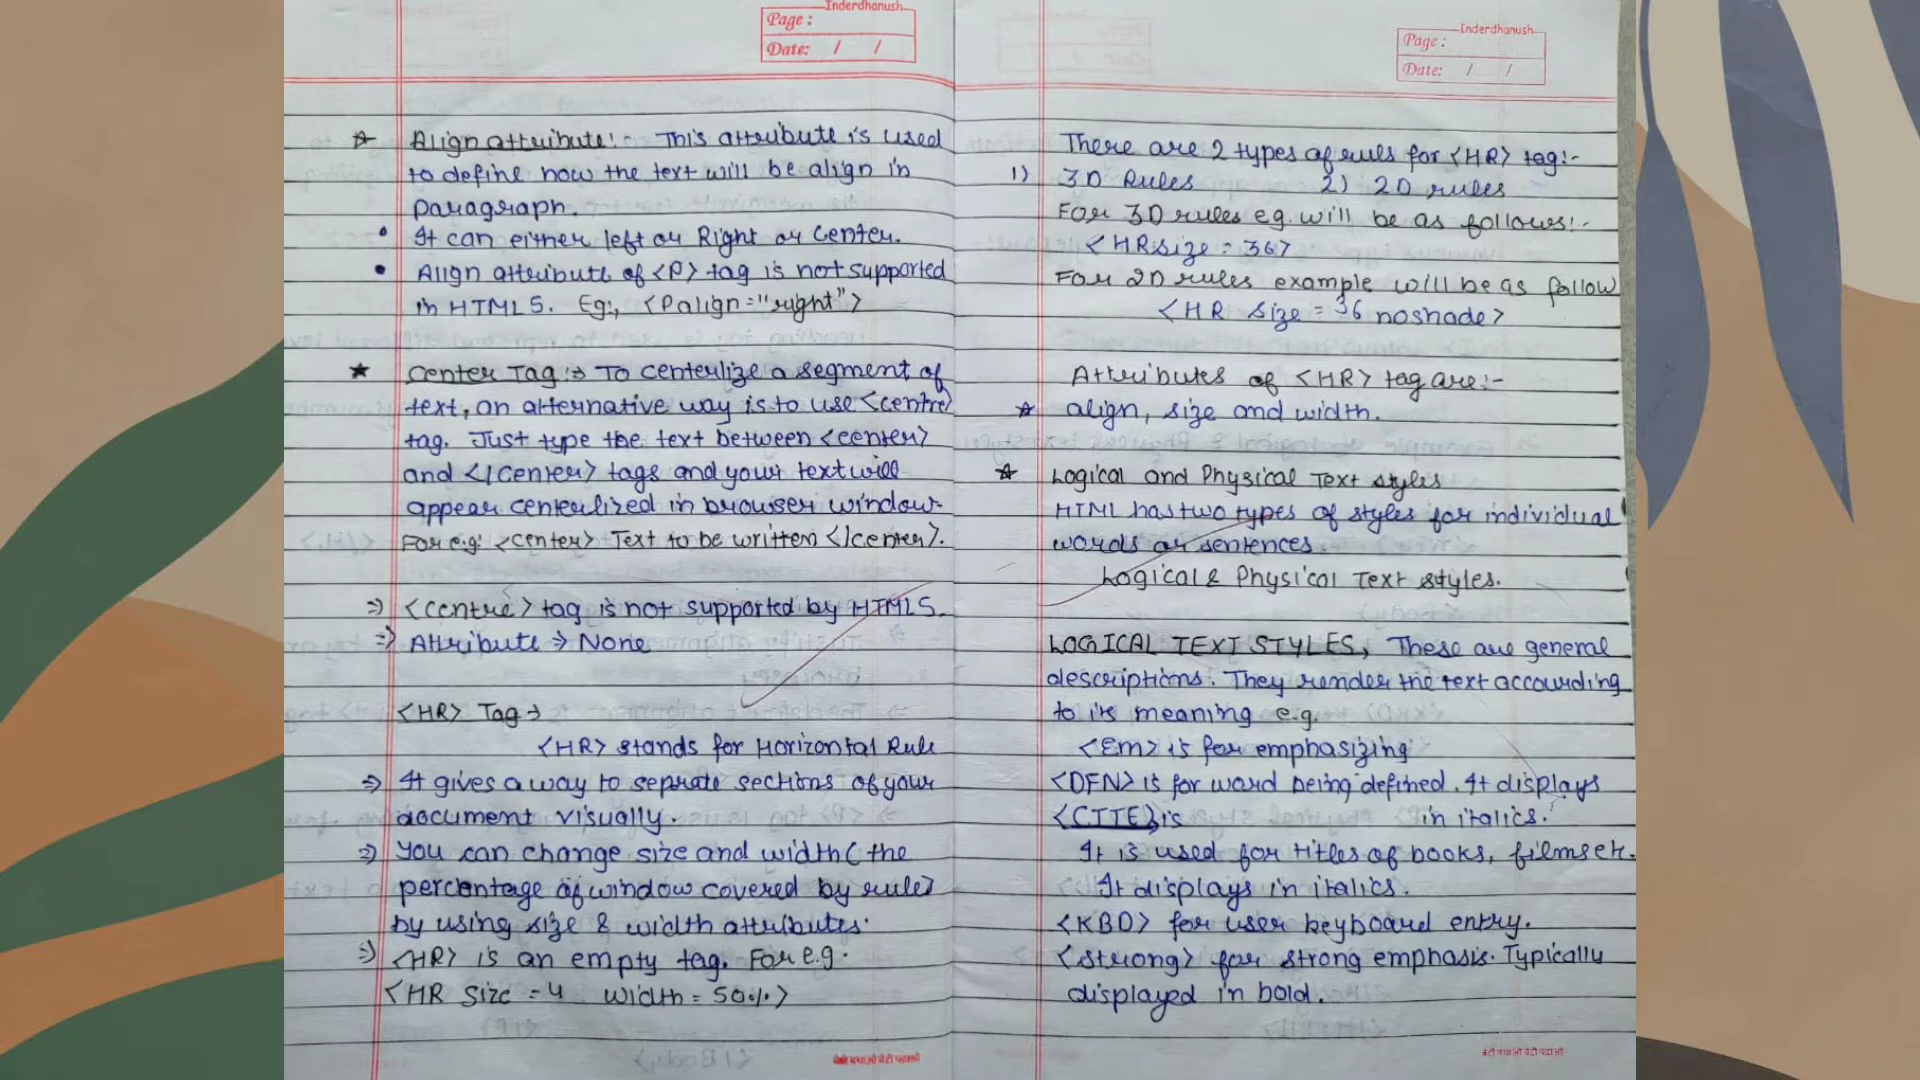 Inderdhanush
Page :
Date: / /
☆ Align attribute:- This attribute is used
to define how the text will be align in
paragraph.
• It can either left or Right or Center.
• Align attribute of <P> tag is not supported
in HTML5. Eg:, <P align="right">
★ Center Tag :→ To centerlize a segment of
text, an alternative way is to use <centre>
tag. Just type the text between <center>
and </center> tags and your text will
appear centerlized in browser window.
For e.g: <center> Text to be written </center>.
⇒ <centre> tag is not supported by HTML5.
⇒ Attribute → None
<HR> Tag →
<HR> stands for Horizontal Rule
⇒ It gives a way to seprate sections of your
document visually.
⇒ You can change size and width ( the
percentage of window covered by rule)
by using size & width attributes.
⇒ <HR> is an empty tag. For e.g.
<HR Size = 4 Width = 50%>
बेटी बचाओ बेटी पढ़ाओ
Inderdhanush
Page :
Date: / /
There are 2 types of ruls for <HR> tag:-
1) 3D Rules 2) 2D rules
For 3D rules e.g. will be as follows:-
<HR size = 36>
For 2D rules example will be as follow
<HR size = 36 noshade>
Attributes of <HR> tag are:-
☆ align, size and width.
☆ Logical and Physical Text styles
HTML has two types of styles for individual
words or sentences.
Logical & Physical Text styles.
LOGICAL TEXT STYLES, These are general
descriptions. They render the text accourding
to its meaning e.g.
<Em> is for emphasizing
<DFN> is for word being defined. It displays
<CITE> is in italics.
It is used for titles of books, films etc.
It displays in italics.
<KBD> for user keyboard entry.
<strong> for strong emphasis. Typically
displayed in bold.
बेटी बचाओ बेटी पढ़ाओ